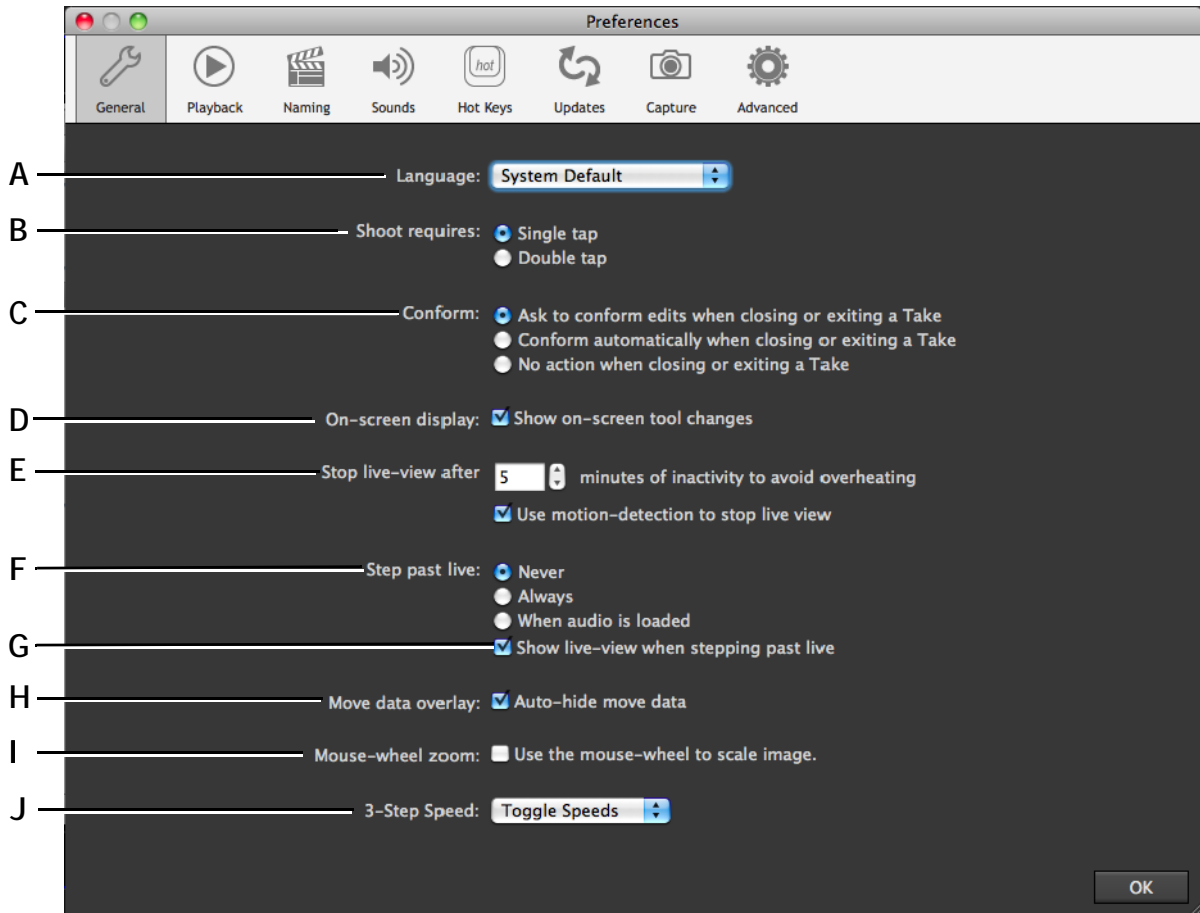 Preferences
General Playback Naming Sounds hot Hot Keys Updates Capture Advanced
A Language: System Default
B Shoot requires: Single tap
Double tap
C Conform: Ask to conform edits when closing or exiting a Take
Conform automatically when closing or exiting a Take
No action when closing or exiting a Take
D On-screen display: Show on-screen tool changes
E Stop live-view after 5 minutes of inactivity to avoid overheating
Use motion-detection to stop live view
F Step past live: Never
Always
When audio is loaded
G Show live-view when stepping past live
H Move data overlay: Auto-hide move data
I Mouse-wheel zoom: Use the mouse-wheel to scale image.
J 3-Step Speed: Toggle Speeds
OK